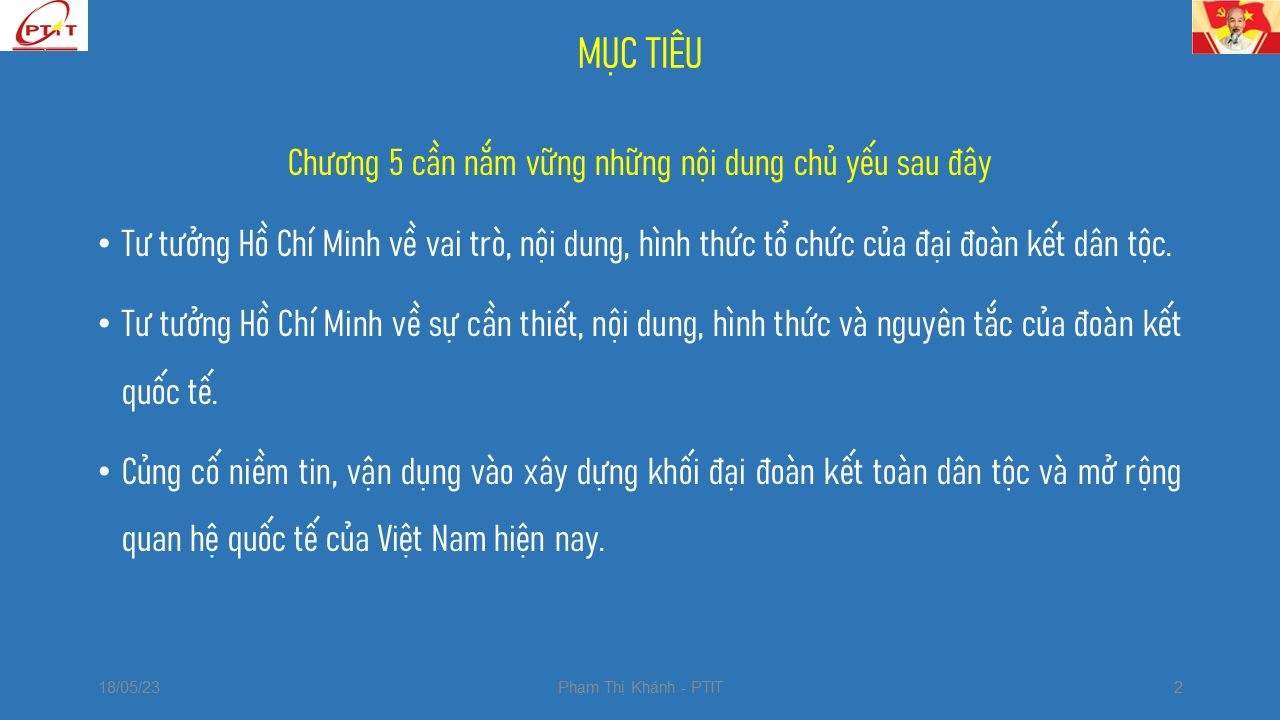 PTIT
MỤC TIÊU
Chương 5 cần nắm vững những nội dung chủ yếu sau đây
• Tư tưởng Hồ Chí Minh về vai trò, nội dung, hình thức tổ chức của đại đoàn kết dân tộc.
• Tư tưởng Hồ Chí Minh về sự cần thiết, nội dung, hình thức và nguyên tắc của đoàn kết
quốc tế.
• Củng cố niềm tin, vận dụng vào xây dựng khối đại đoàn kết toàn dân tộc và mở rộng
quan hệ quốc tế của Việt Nam hiện nay.
18/05/23
Phạm Thị Khánh - PTIT
2